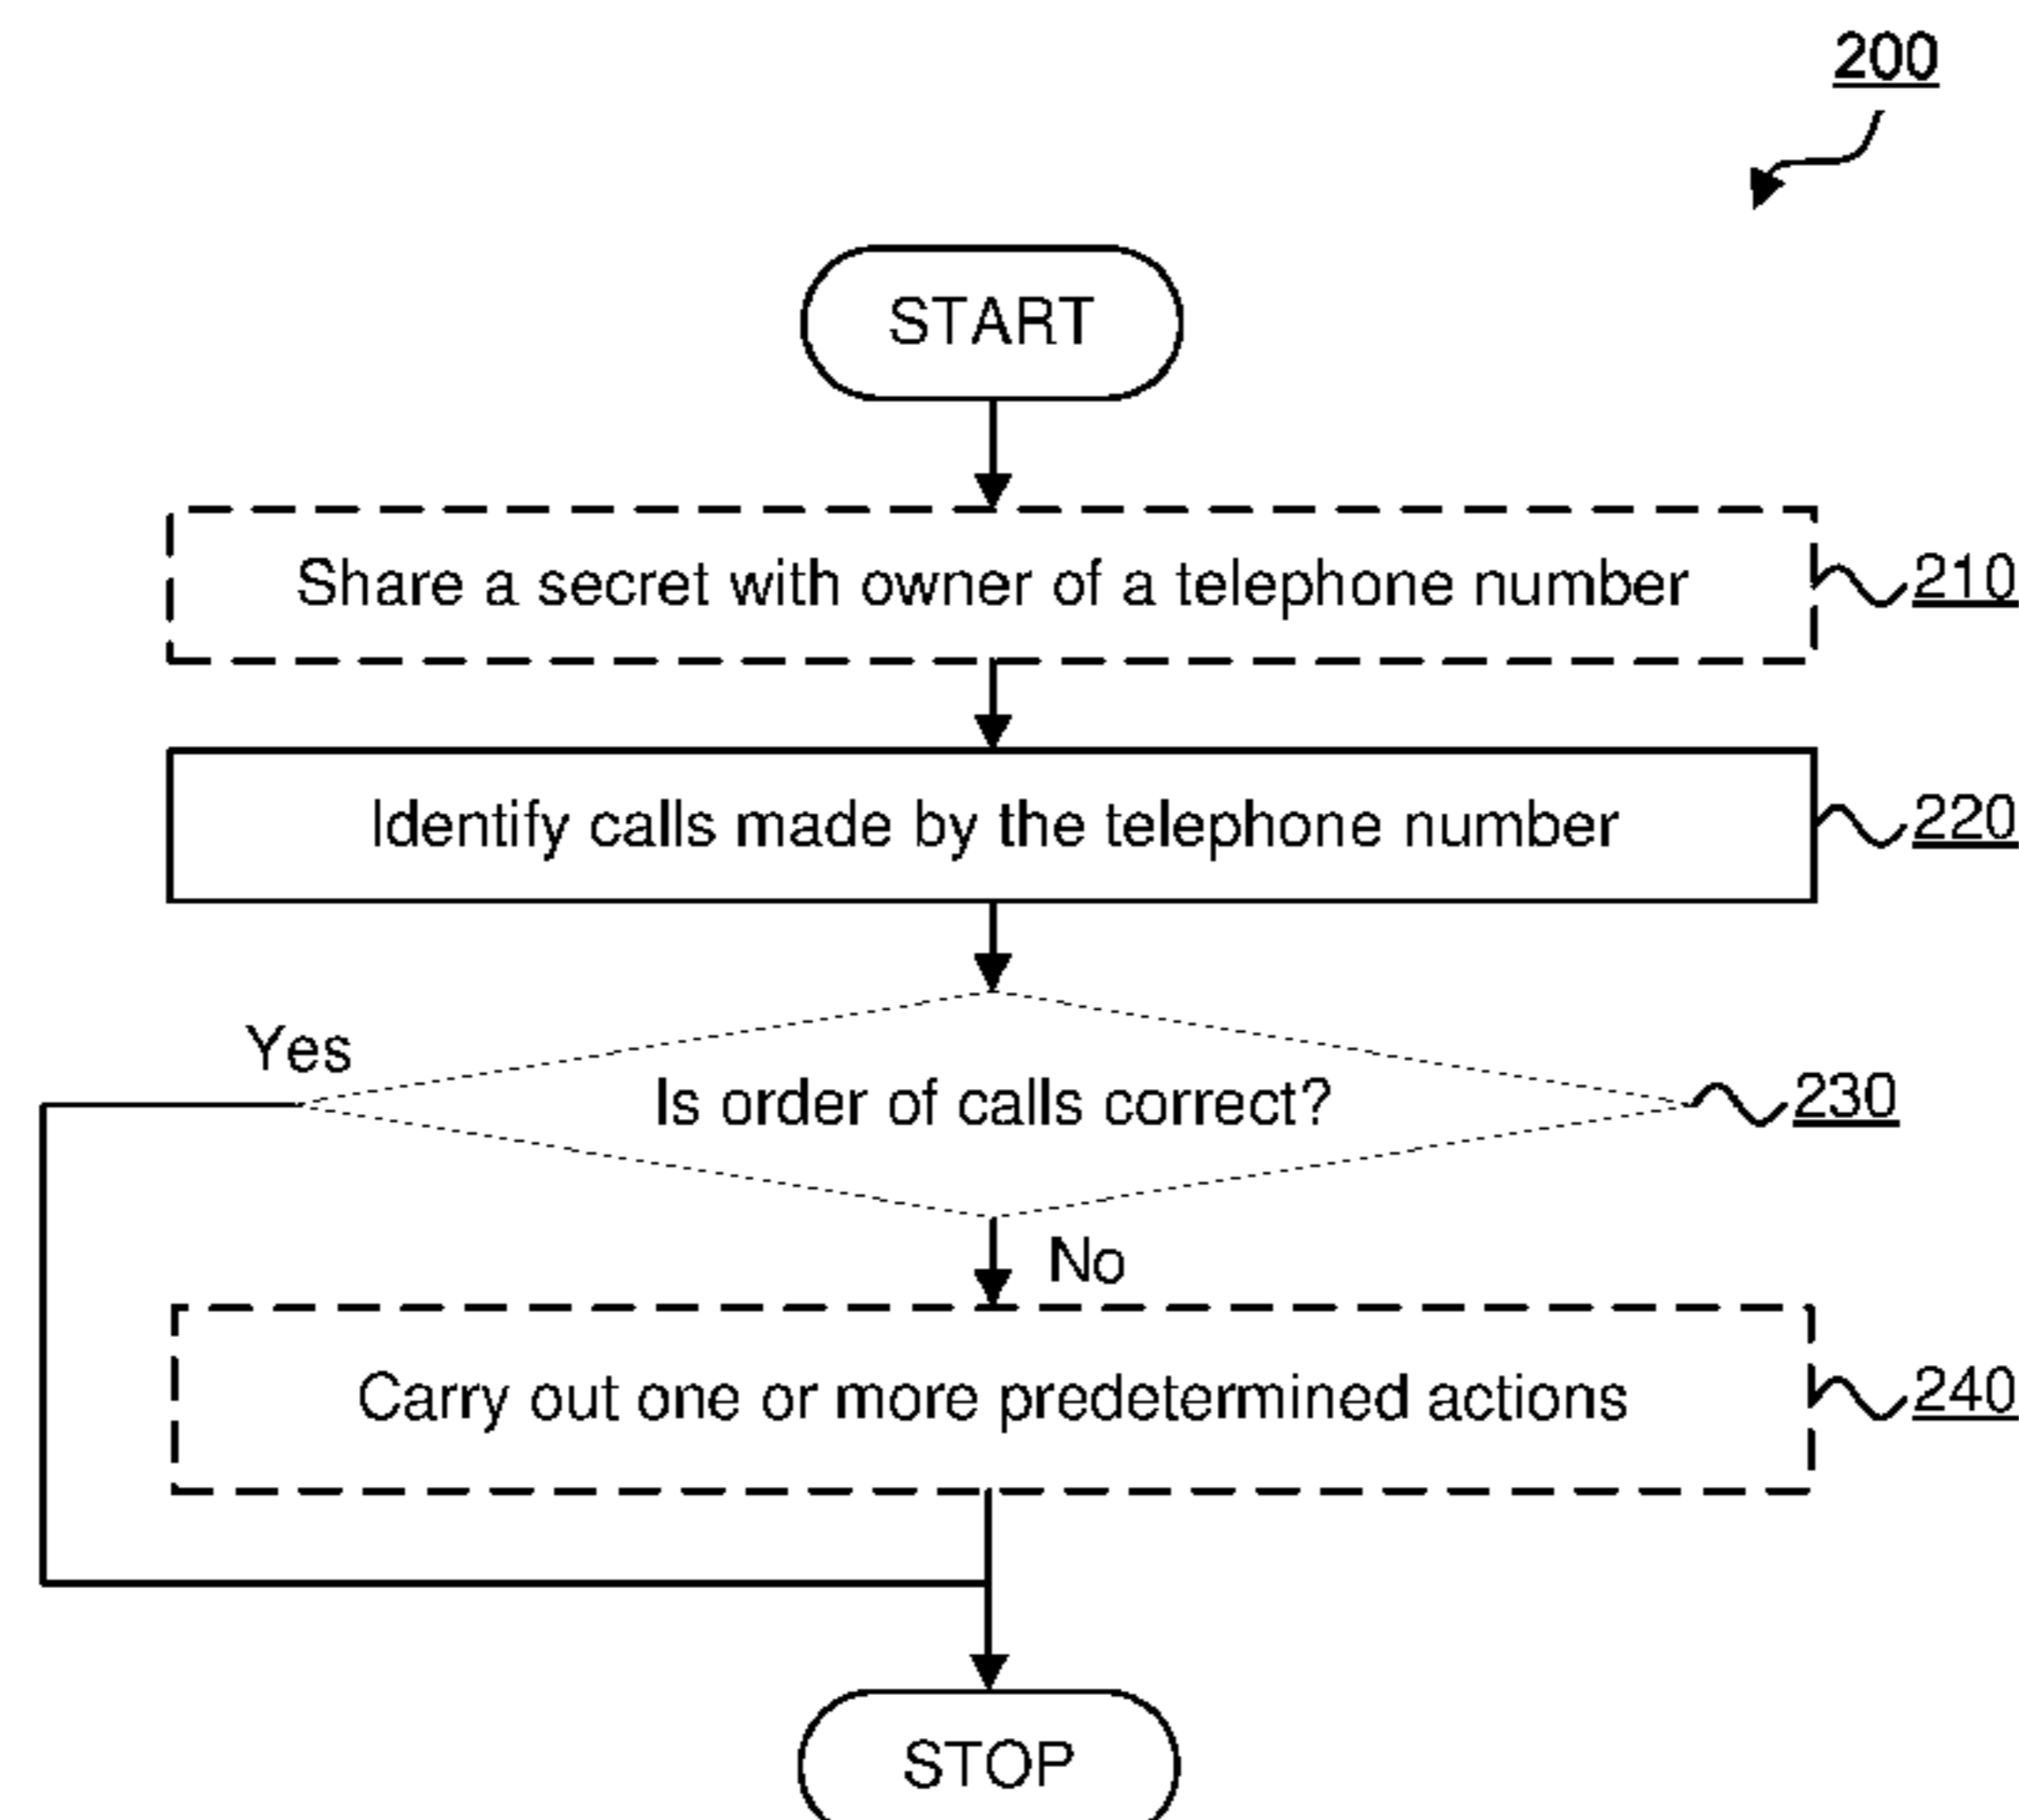 200
START
Share a secret with owner of a telephone number
210
Identify calls made by the telephone number
220
Yes
Is order of calls correct?
230
No
Carry out one or more predetermined actions
240
STOP